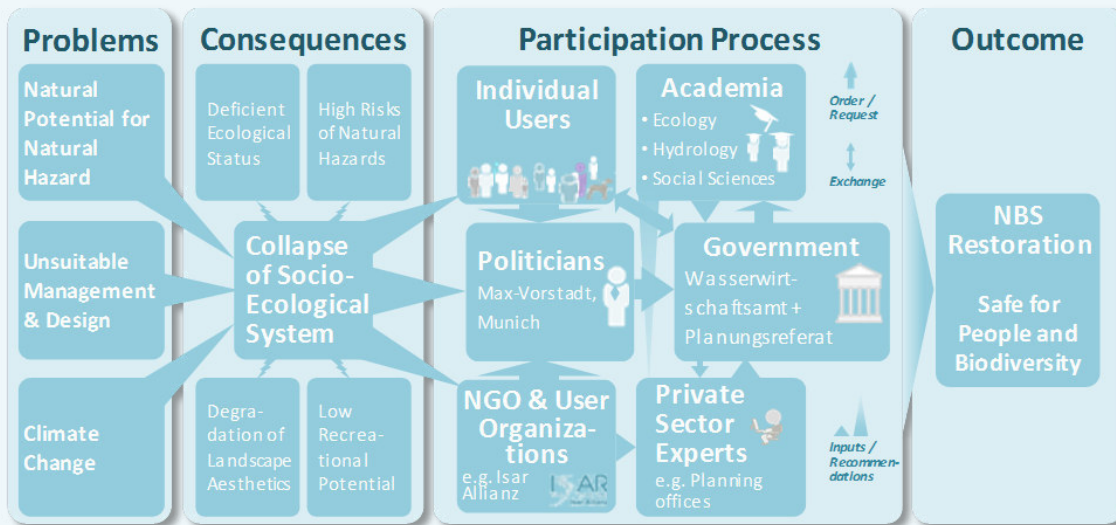 Problems
Natural
Potential for
Natural
Hazard
Unsuitable
Management
& Design
Climate
Change
Consequences
Deficient
Ecological
Status
High Risks
of Natural
Hazards
Collapse
of Socio-
Ecological
System
Degra-
dation of
Landscape
Aesthetics
Low
Recrea-
tional
Potential
Participation Process
Individual
Users
Academia
• Ecology
• Hydrology
• Social Sciences
Order /
Request
Exchange
Politicians
Max-Vorstadt,
Munich
Government
Wasserwirt-
schaftsamt +
Planungsreferat
NGO & User
Organiza-
tions
e.g. Isar
Allianz
Private
Sector
Experts
e.g. Planning
offices
Inputs /
Recommen-
dations
Outcome
NBS
Restoration
Safe for
People and
Biodiversity